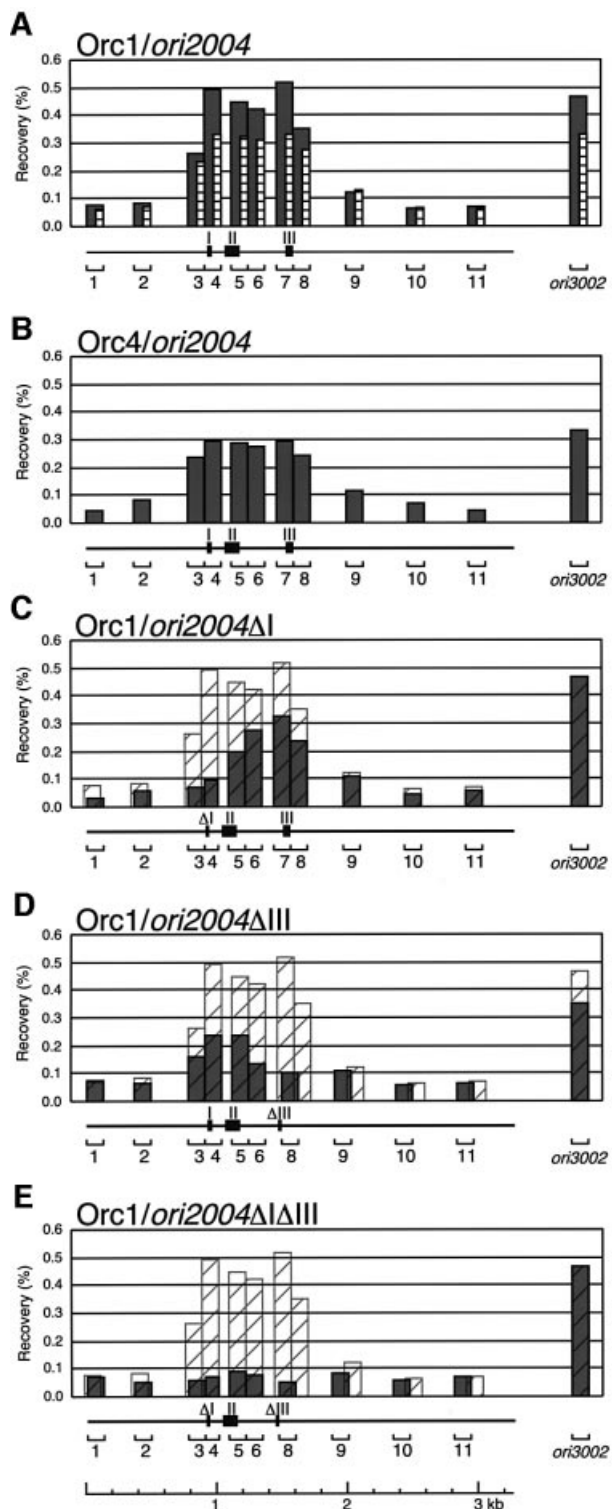 A
Orc1/ori2004
Recovery (%)
0.6
0.5
0.4
0.3
0.2
0.1
0.0
I II III
1 2 3 4 5 6 7 8 9 10 11 ori3002
B
Orc4/ori2004
Recovery (%)
0.6
0.5
0.4
0.3
0.2
0.1
0.0
I II III
1 2 3 4 5 6 7 8 9 10 11 ori3002
C
Orc1/ori2004ΔI
Recovery (%)
0.6
0.5
0.4
0.3
0.2
0.1
0.0
ΔI II III
1 2 3 4 5 6 7 8 9 10 11 ori3002
D
Orc1/ori2004ΔIII
Recovery (%)
0.6
0.5
0.4
0.3
0.2
0.1
0.0
I II ΔIII
1 2 3 4 5 6 8 9 10 11 ori3002
E
Orc1/ori2004ΔIΔIII
Recovery (%)
0.6
0.5
0.4
0.3
0.2
0.1
0.0
ΔI II ΔIII
1 2 3 4 5 6 8 9 10 11 ori3002
1 2 3 kb